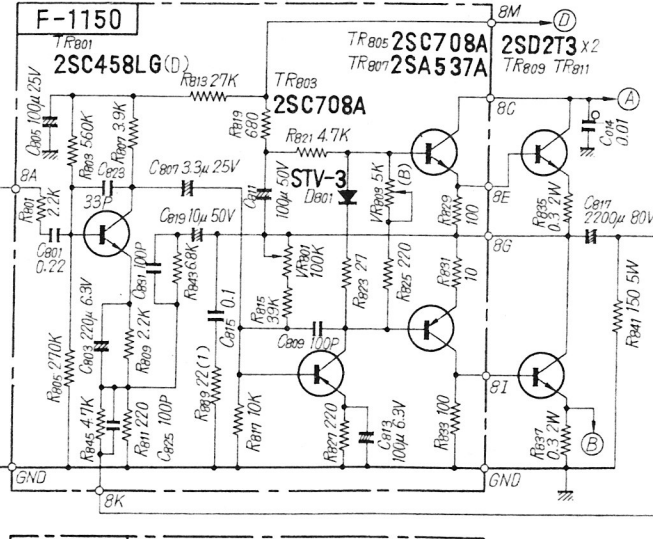 F-1150
8M
D
TR801
2SC458LG(D)
TR805 2SC708A 2SD2T3 x2
TR807 2SA537A TR809 TR811
R813 27K
TR803
2SC708A
8C
A
C805 100μ 25V
R803 560K
R807 3.9K
R819
680
R821 4.7K
C014
0.01
8A
C823
33P
C807 3.3μ 25V
C811
100μ 50V
STV-3
D801
VR803 5K
(B)
8E
R801
2.2K
C819 10μ 50V
R829
100
R835
0.3 2W
C817
2200μ 80V
8G
C801
0.22
C831 100P
R843 6.8K
VR801
100K
R823 27
R825 220
R831
10
C815
0.1
R815
39K
C809 100P
R841 150 5W
C803 220μ 6.3V
R809 2.2K
R805 270K
R839 22(1)
8I
R845 4.7K
R811 220
C825 100P
R817 10K
R827 220
C813
100μ 6.3V
R833 100
R837
0.3 2W
B
GND
GND
8K